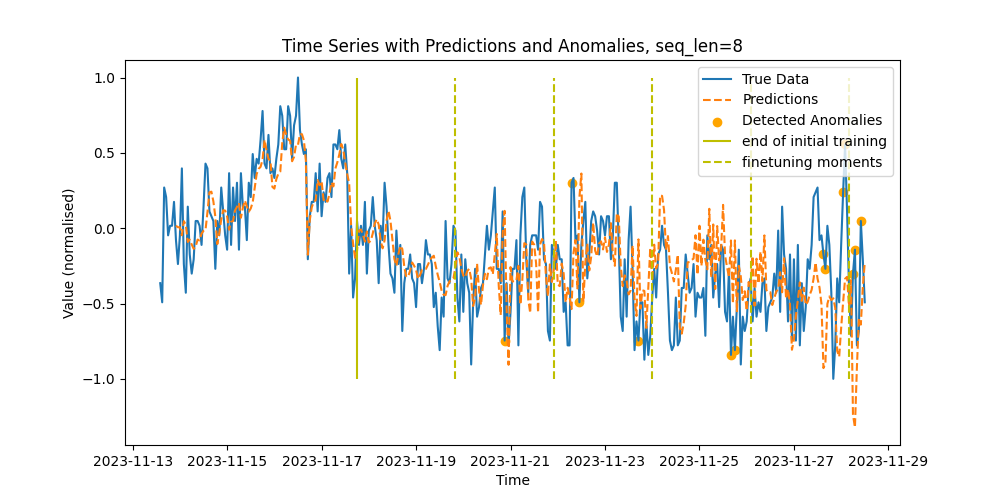 Time Series with Predictions and Anomalies, seq_len=8
True Data
Predictions
Detected Anomalies
end of initial training
finetuning moments
Value (normalised)
1.0
0.5
0.0
−0.5
−1.0
2023-11-13
2023-11-15
2023-11-17
2023-11-19
2023-11-21
2023-11-23
2023-11-25
2023-11-27
2023-11-29
Time